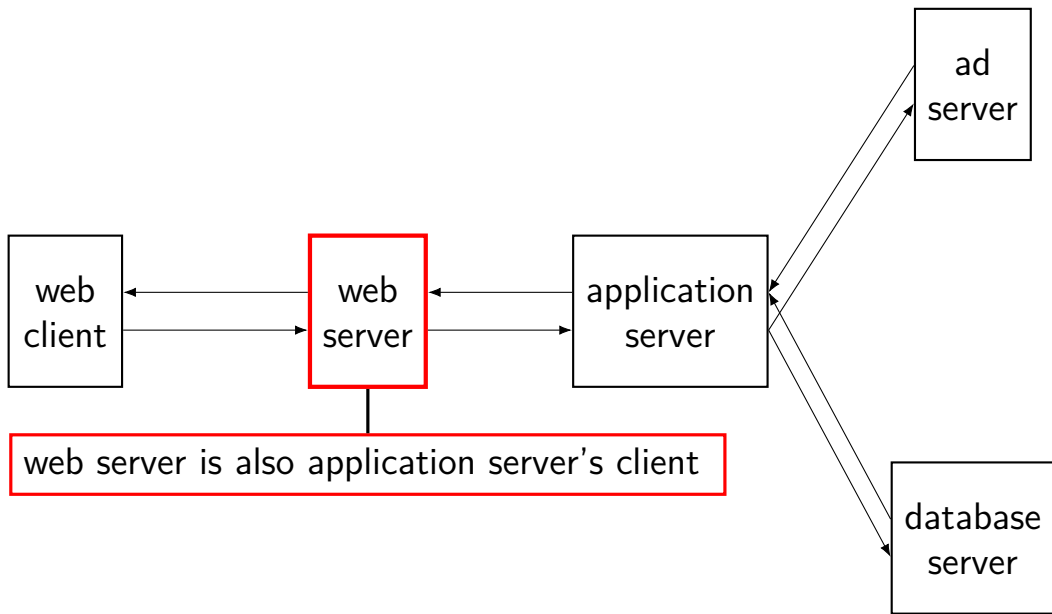 ad
server
web
client
web
server
application
server
web server is also application server's client
database
server